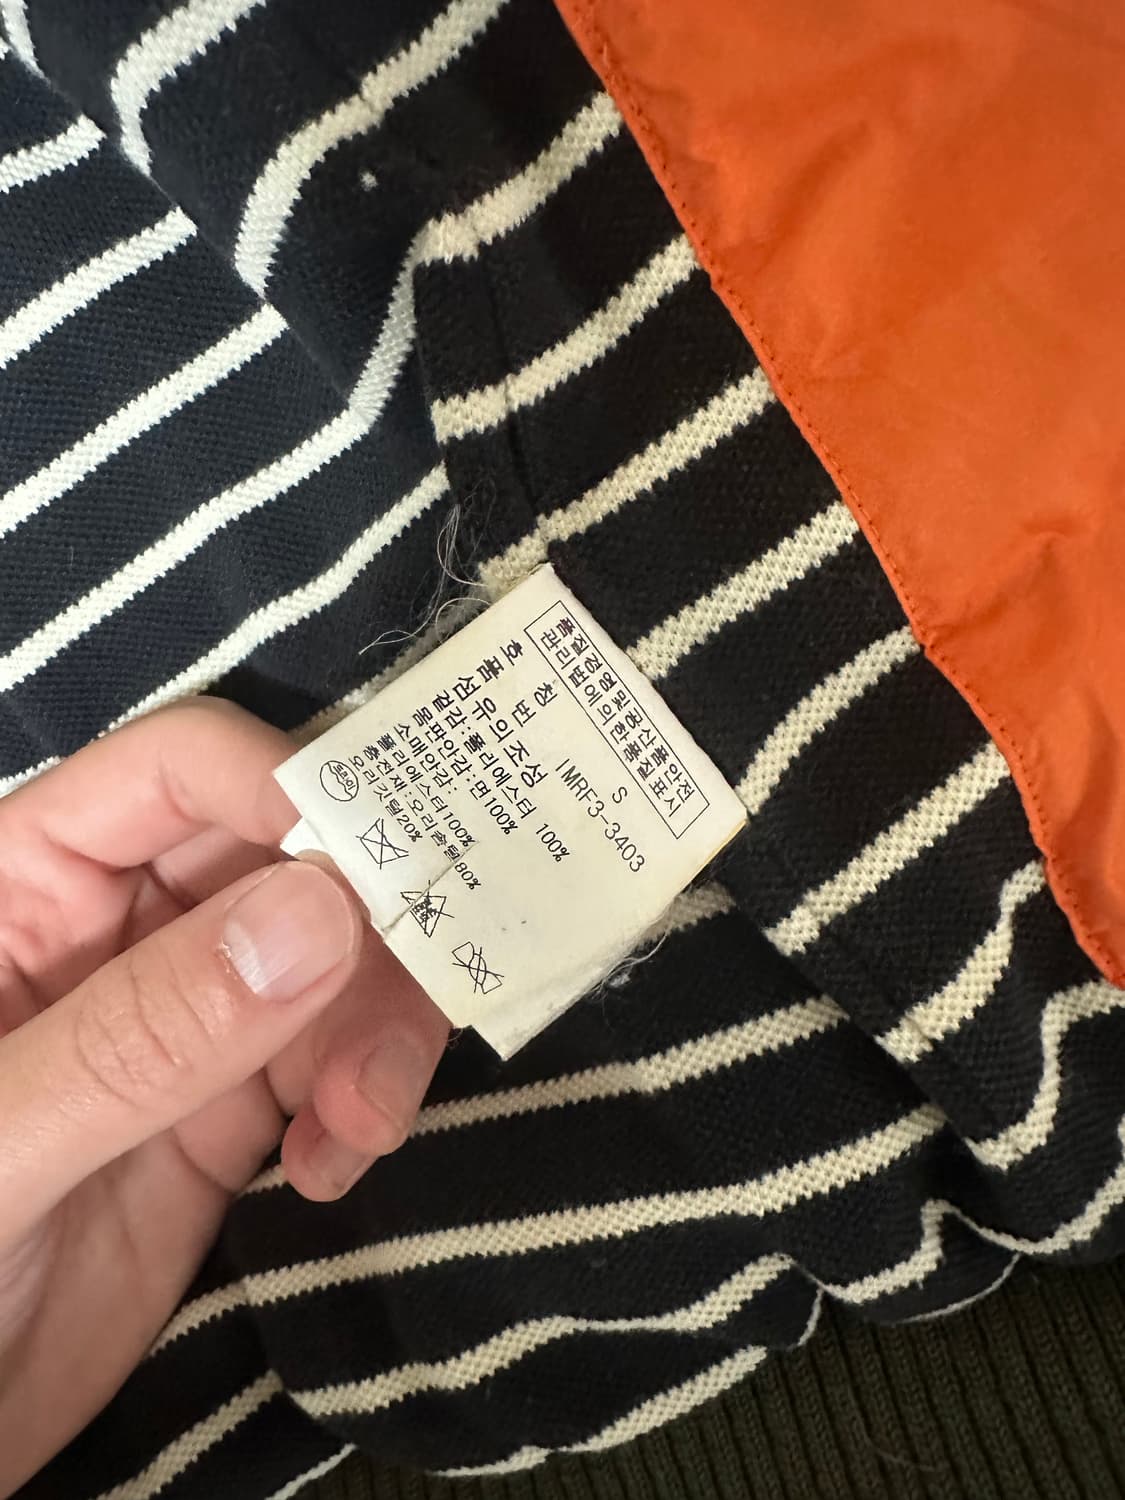 품질경영및공산품안전
관리법에의한품질표시
호칭 S
품번 IMRF3-3403
섬유의조성
겉감:폴리에스터 100%
몸판안감:면100%
소매안감:
폴리에스터100%
충전재:오리솜털80%
오리깃털20%